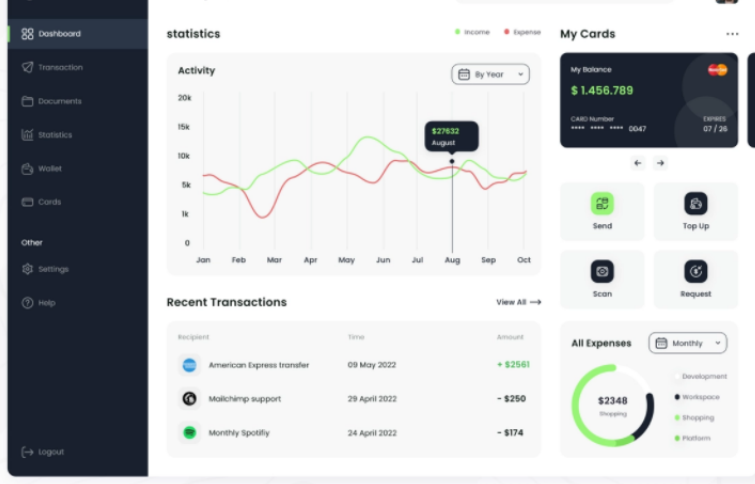 Dashboard
Transaction
Documents
Statistics
Wallet
Cards
Other
Settings
Help
Logout
statistics
Income
Expense
Activity
By Year
20k
15k
10k
5k
1k
0
$27632
August
Jan Feb Mar Apr May Jun Jul Aug Sep Oct
Recent Transactions
View All →
Recipient Time Amount
American Express transfer 09 May 2022 + $2561
Mailchimp support 29 April 2022 - $250
Monthly Spotifiy 24 April 2022 - $174
My Cards
My Balance
$ 1.456.789
CARD Number EXPIRES
**** **** **** 0047 07 / 26
Send
Top Up
Scan
Request
All Expenses
Monthly
$2348
Shopping
Development
Workspace
Shopping
Platform